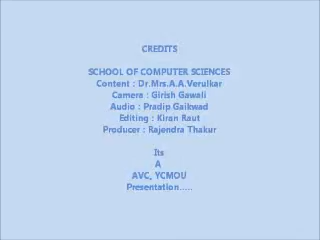 CREDITS
SCHOOL OF COMPUTER SCIENCES
Content : Dr.Mrs.A.A.Verulkar
Camera : Girish Gawali
Audio : Pradip Gaikwad
Editing : Kiran Raut
Producer : Rajendra Thakur
Its
A
AVC, YCMOU
Presentation.....